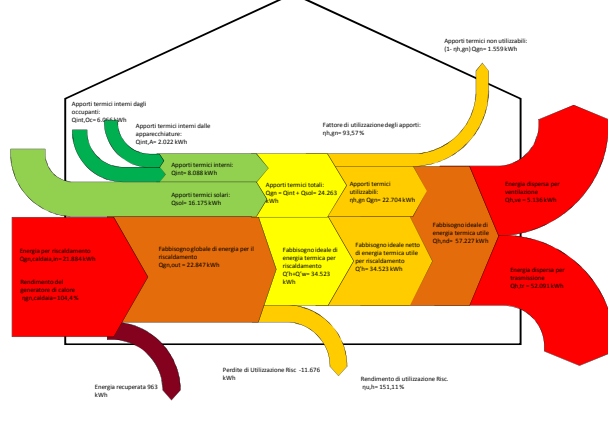 Apporti termici non utilizzabili:
(1- ηh,gn) Qgn= 1.559 kWh
Apporti termici interni dagli
occupanti:
Qint,Oc= 6.066 kWh
Apporti termici interni dalle
apparecchiature:
Qint,A= 2.022 kWh
Fattore di utilizzazione degli apporti:
ηh,gn= 93,57%
Apporti termici interni:
Qint= 8.088 kWh
Apporti termici solari:
Qsol= 16.175 kWh
Apporti termici totali:
Qgn = Qint + Qsol= 24.263
kWh
Apporti termici
utilizzabili:
ηh,gn Qgn= 22.704 kWh
Energia dispersa per
ventilazione
Qh,ve= 5.136 kWh
Fabbisogno ideale di
energia termica utile
Qh,nd= 57.227 kWh
Energia per riscaldamento
Qgn,caldaia,in=21.884 kWh
Rendimento del
generatore di calore
ηgn,caldaia= 104,4%
Fabbisogno globale di energia per il
riscaldamento
Qgn,out = 22.847 kWh
Fabbisogno ideale di
energia termica per
riscaldamento
Q'h+Q'w= 34.523
kWh
Fabbisogno ideale netto
di energia termica utile
per riscaldamento
Q'h= 34.523 kWh
Energia dispersa per
trasmissione
Qh,tr = 52.091 kWh
Energia recuperata 963
kWh
Perdite di Utilizzazione Risc -11.676
kWh
Rendimento di utilizzazione Risc.
ηu,h= 151,11%